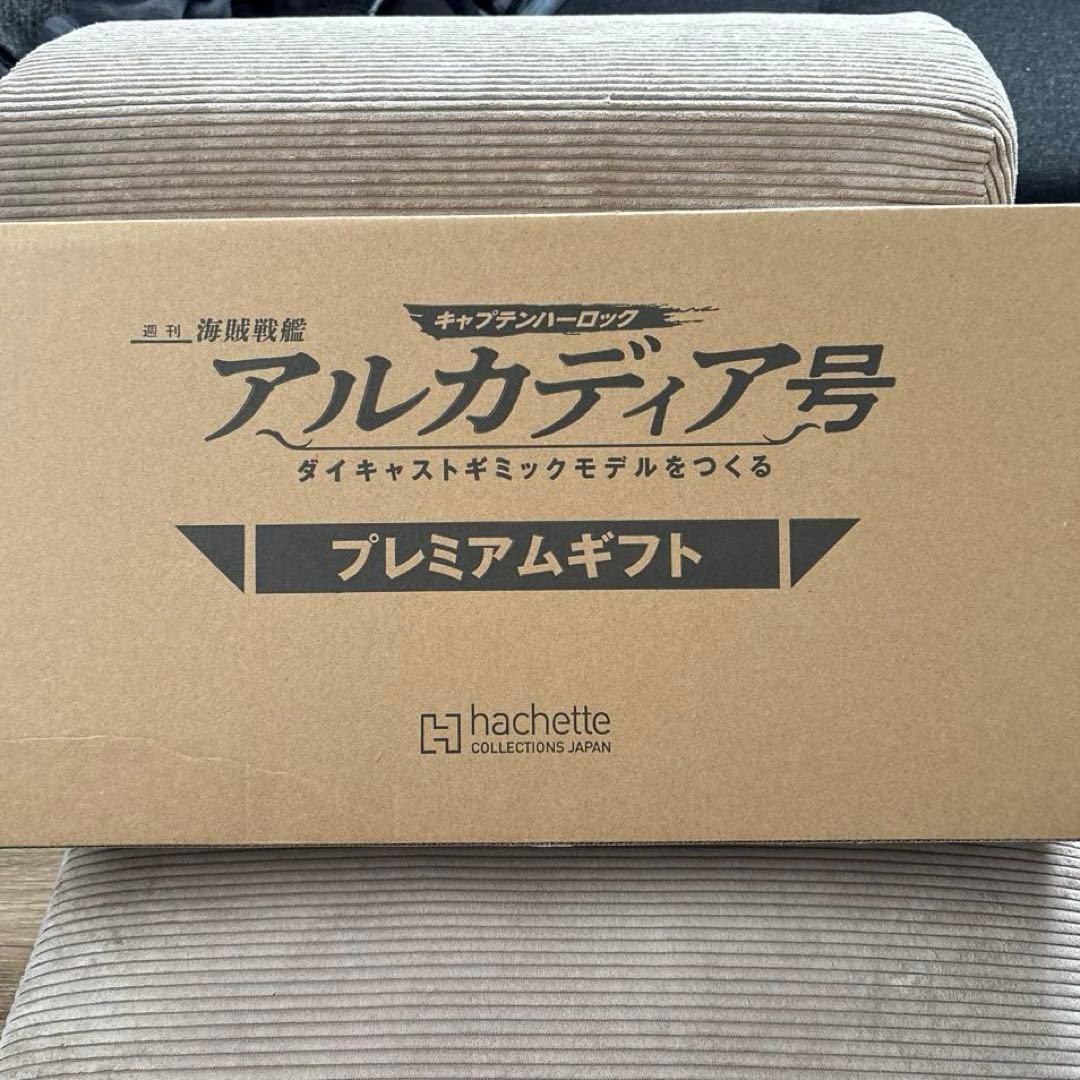 キャプテンハーロック
週刊 海賊戦艦
アルカディア号
ダイキャストギミックモデルをつくる
プレミアムギフト
hachette
COLLECTIONS JAPAN